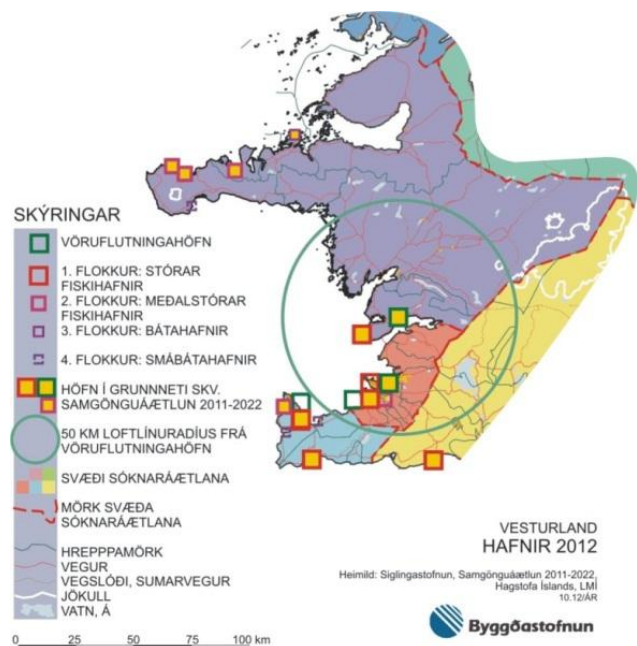 SKÝRINGAR
VÖRUFLUTNINGAHÖFN
1. FLOKKUR: STÓRAR
FISKIHAFNIR
2. FLOKKUR: MEÐALSTÓRAR
FISKIHAFNIR
3. FLOKKUR: BÁTAHAFNIR
4. FLOKKUR: SMÁBÁTAHAFNIR
HÖFN Í GRUNNNETI SKV.
SAMGÖNGUÁÆTLUN 2011-2022
50 KM LOFTLÍNURADÍUS FRÁ
VÖRUFLUTNINGAHÖFN
SVÆÐI SÓKNARÁÆTLANA
MÖRK SVÆÐA
SÓKNARÁÆTLANA
HREPPPAMÖRK
VEGUR
VEGSLÓÐI, SUMARVEGUR
JÖKULL
VATN, Á
0 25 50 75 100 km
VESTURLAND
HAFNIR 2012
Heimild: Siglingastofnun, Samgönguáætlun 2011-2022,
Hagstofa Íslands, LMÍ
10.12/ÁR
Byggðastofnun